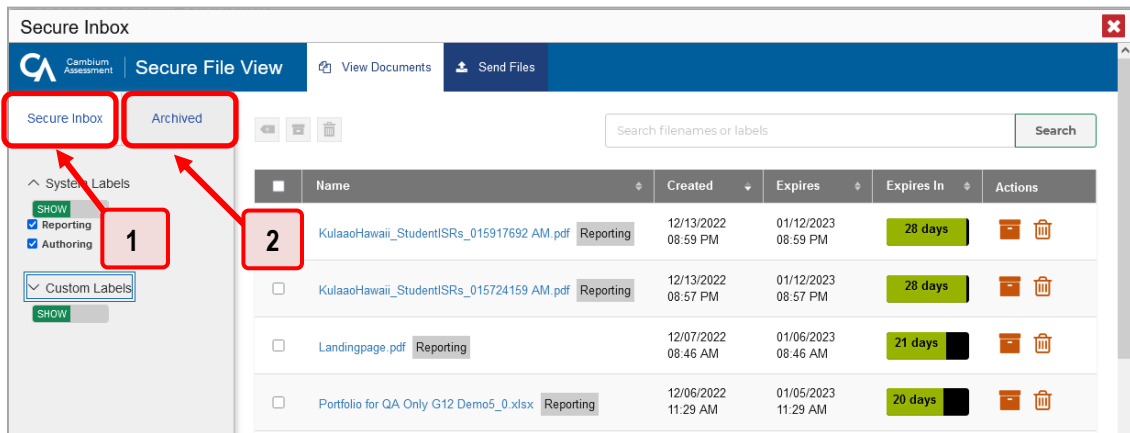 Secure Inbox
CA Cambium Assessment Secure File View View Documents Send Files
Secure Inbox Archived
Search filenames or labels Search
System Labels
SHOW
Reporting
Authoring
Custom Labels
SHOW
1
2
Name Created Expires Expires In Actions
KulaaoHawaii_StudentISRs_015917692 AM.pdf Reporting 12/13/2022 08:59 PM 01/12/2023 08:59 PM 28 days
KulaaoHawaii_StudentISRs_015724159 AM.pdf Reporting 12/13/2022 08:57 PM 01/12/2023 08:57 PM 28 days
Landingpage.pdf Reporting 12/07/2022 08:46 AM 01/06/2023 08:46 AM 21 days
Portfolio for QA Only G12 Demo5_0.xlsx Reporting 12/06/2022 11:29 AM 01/05/2023 11:29 AM 20 days